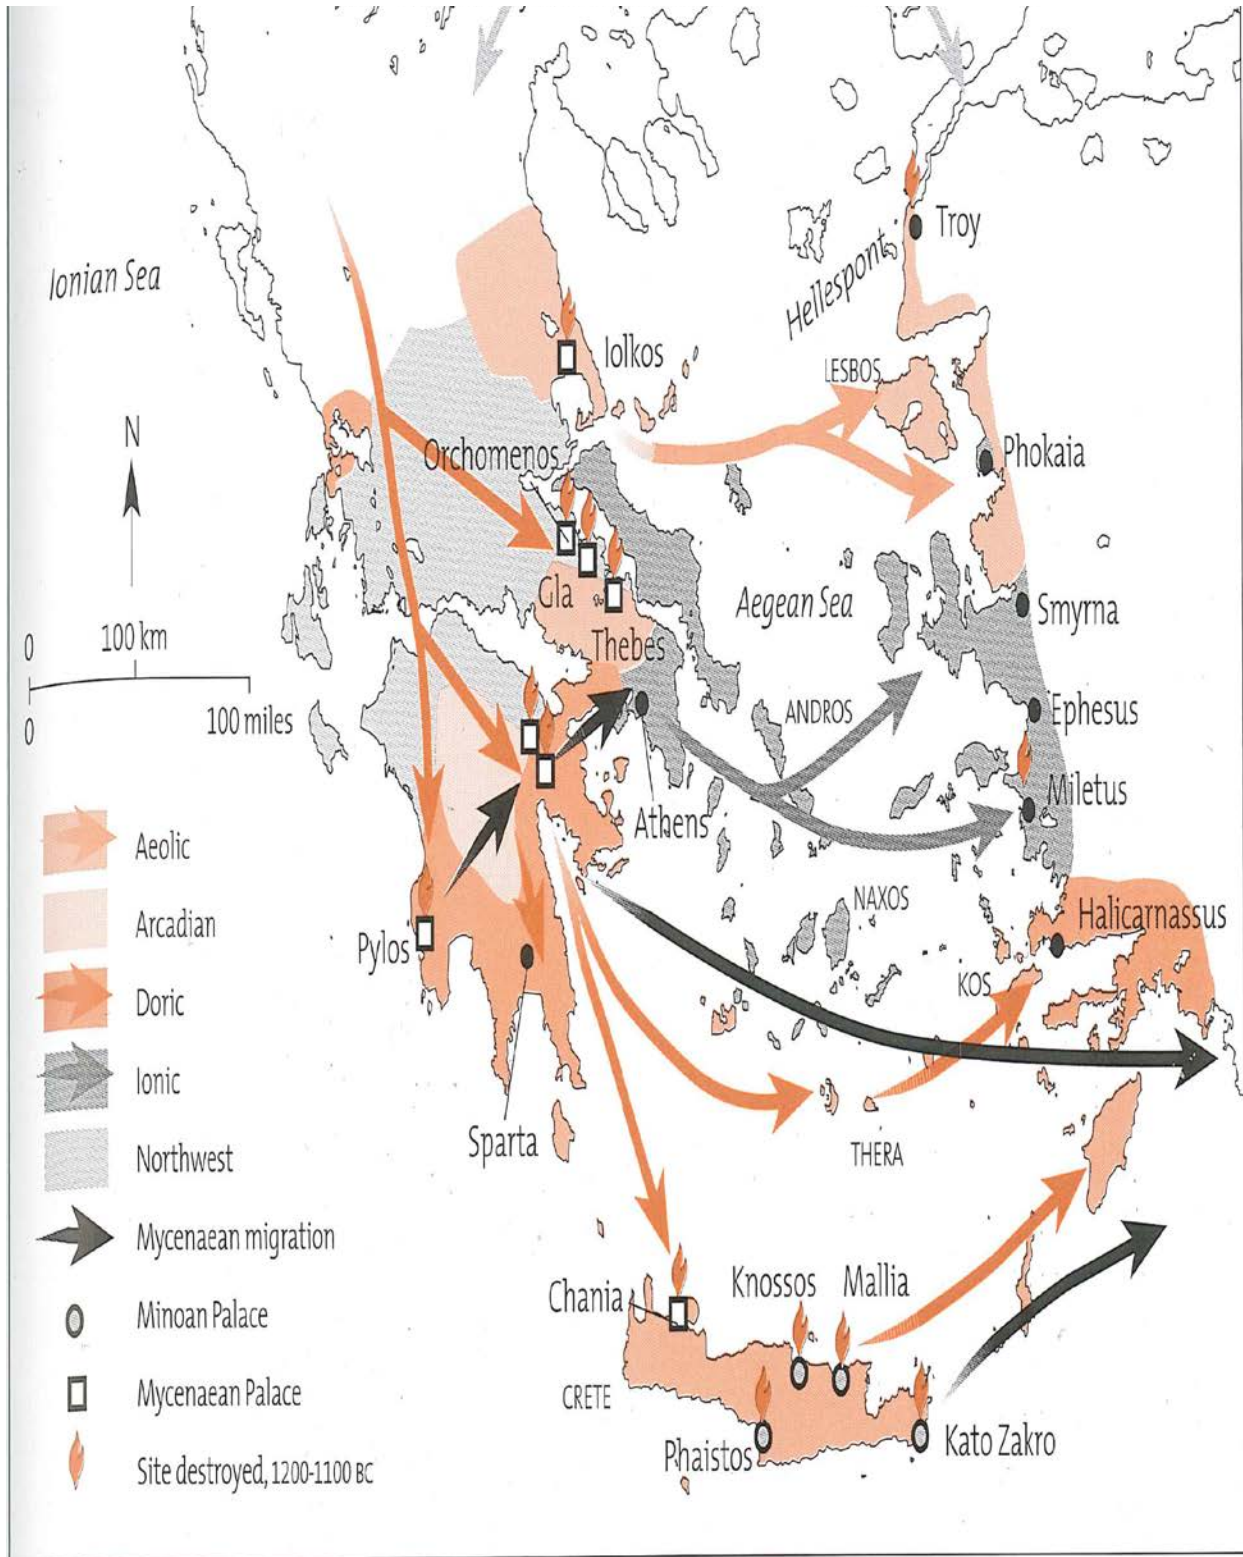 Ionian Sea
Troy
Hellespont
Iolkos
LESBOS
N
Orchomenos
Phokaia
Gla
Aegean Sea
Smyrna
0
100 km
Thebes
0
100 miles
ANDROS
Ephesus
Miletus
Athens
Aeolic
NAXOS
Halicarnassus
Arcadian
Pylos
KOS
Doric
Ionic
Sparta
THERA
Northwest
Mycenaean migration
Chania
Knossos
Mallia
Minoan Palace
CRETE
Mycenaean Palace
Phaistos
Kato Zakro
Site destroyed, 1200-1100 BC